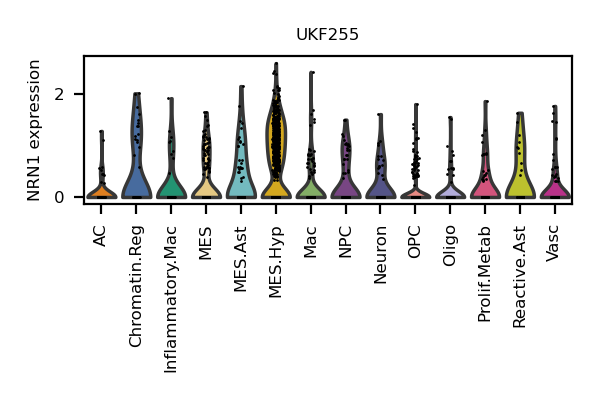 UKF255
NRN1 expression
2
0
AC
Chromatin.Reg
Inflammatory.Mac
MES
MES.Ast
MES.Hyp
Mac
NPC
Neuron
OPC
Oligo
Prolif.Metab
Reactive.Ast
Vasc